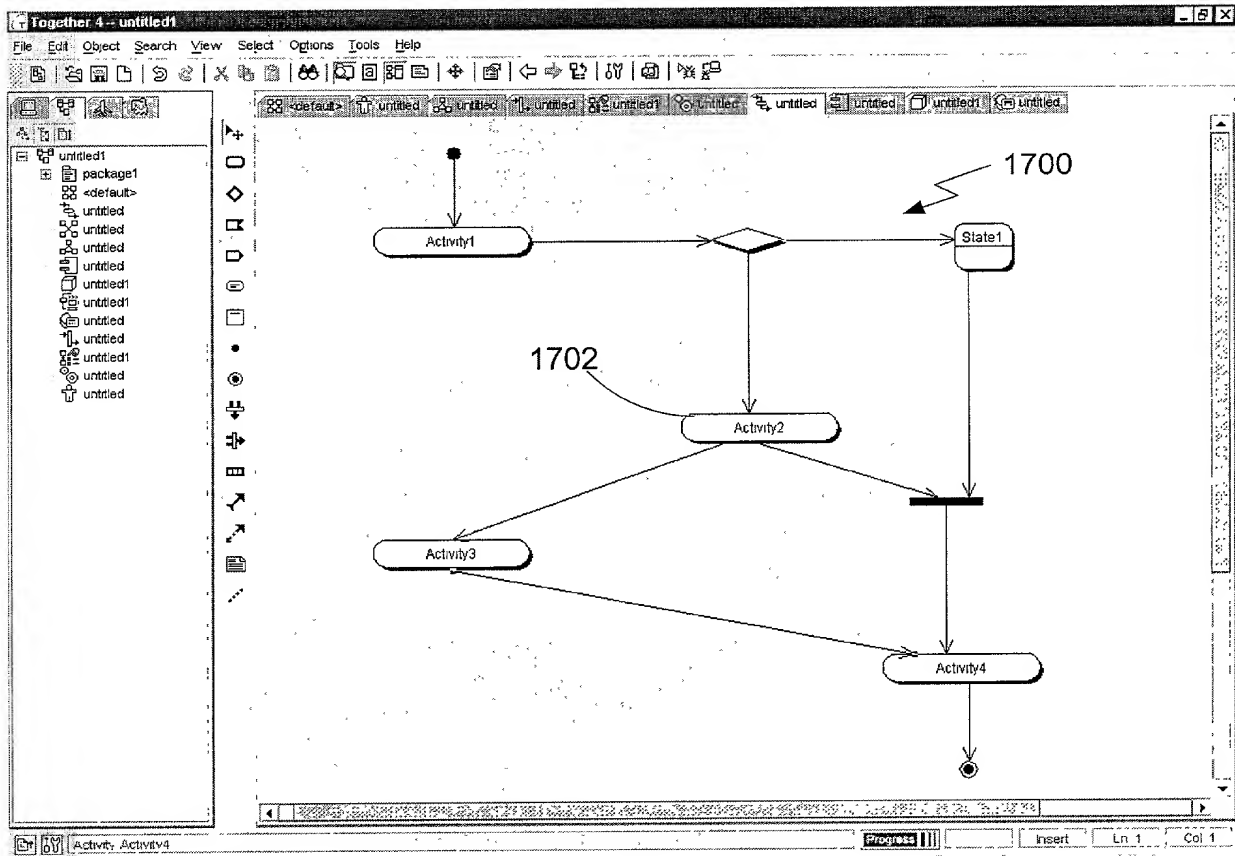 Together 4 -- untitled1
File Edit Object Search View Select Options Tools Help
<default> untitled untitled untitled untitled1 untitled untitled untitled untitled1 untitled
untitled1
package1
<default>
untitled
untitled
untitled
untitled
untitled1
untitled1
untitled
untitled
untitled1
untitled
untitled
1700
Activity1
State1
1702
Activity2
Activity3
Activity4
Activity, Activity4
Progress
Insert
Ln 1
Col 1